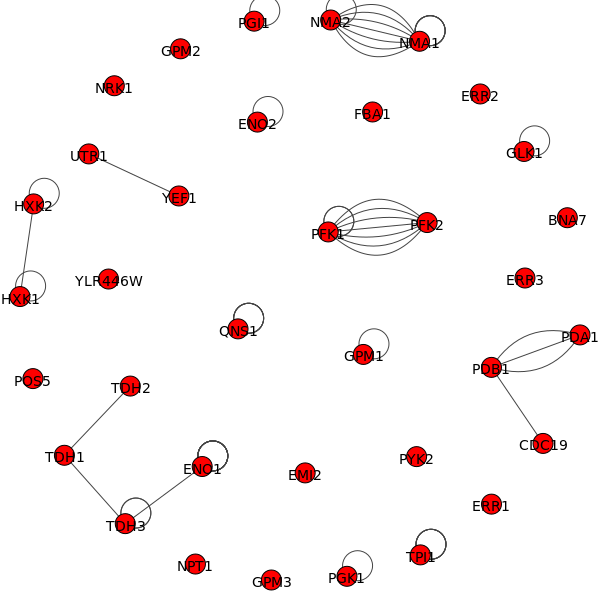 PGI1
NMA2
NMA1
GPM2
NRK1
ERR2
FBA1
ENO2
GLK1
UTR1
YEF1
HXK2
BNA7
PFK2
PFK1
YLR446W
ERR3
HXK1
QNS1
PDA1
GPM1
PDB1
POS5
TDH2
CDC19
TDH1
PYK2
ENO1
EMI2
ERR1
TDH3
TPI1
NPT1
PGK1
GPM3